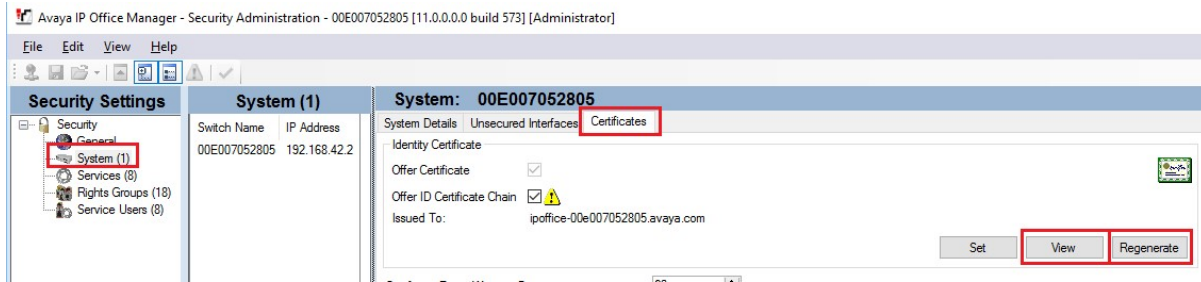 Avaya IP Office Manager - Security Administration - 00E007052805 [11.0.0.0.0 build 573] [Administrator]
File Edit View Help
Security Settings
Security
General
System (1)
Services (8)
Rights Groups (18)
Service Users (8)
System (1)
Switch Name IP Address
00E007052805 192.168.42.2
System: 00E007052805
System Details Unsecured Interfaces Certificates
Identity Certificate
Offer Certificate
Offer ID Certificate Chain
Issued To: ipoffice-00e007052805.avaya.com
Set View Regenerate